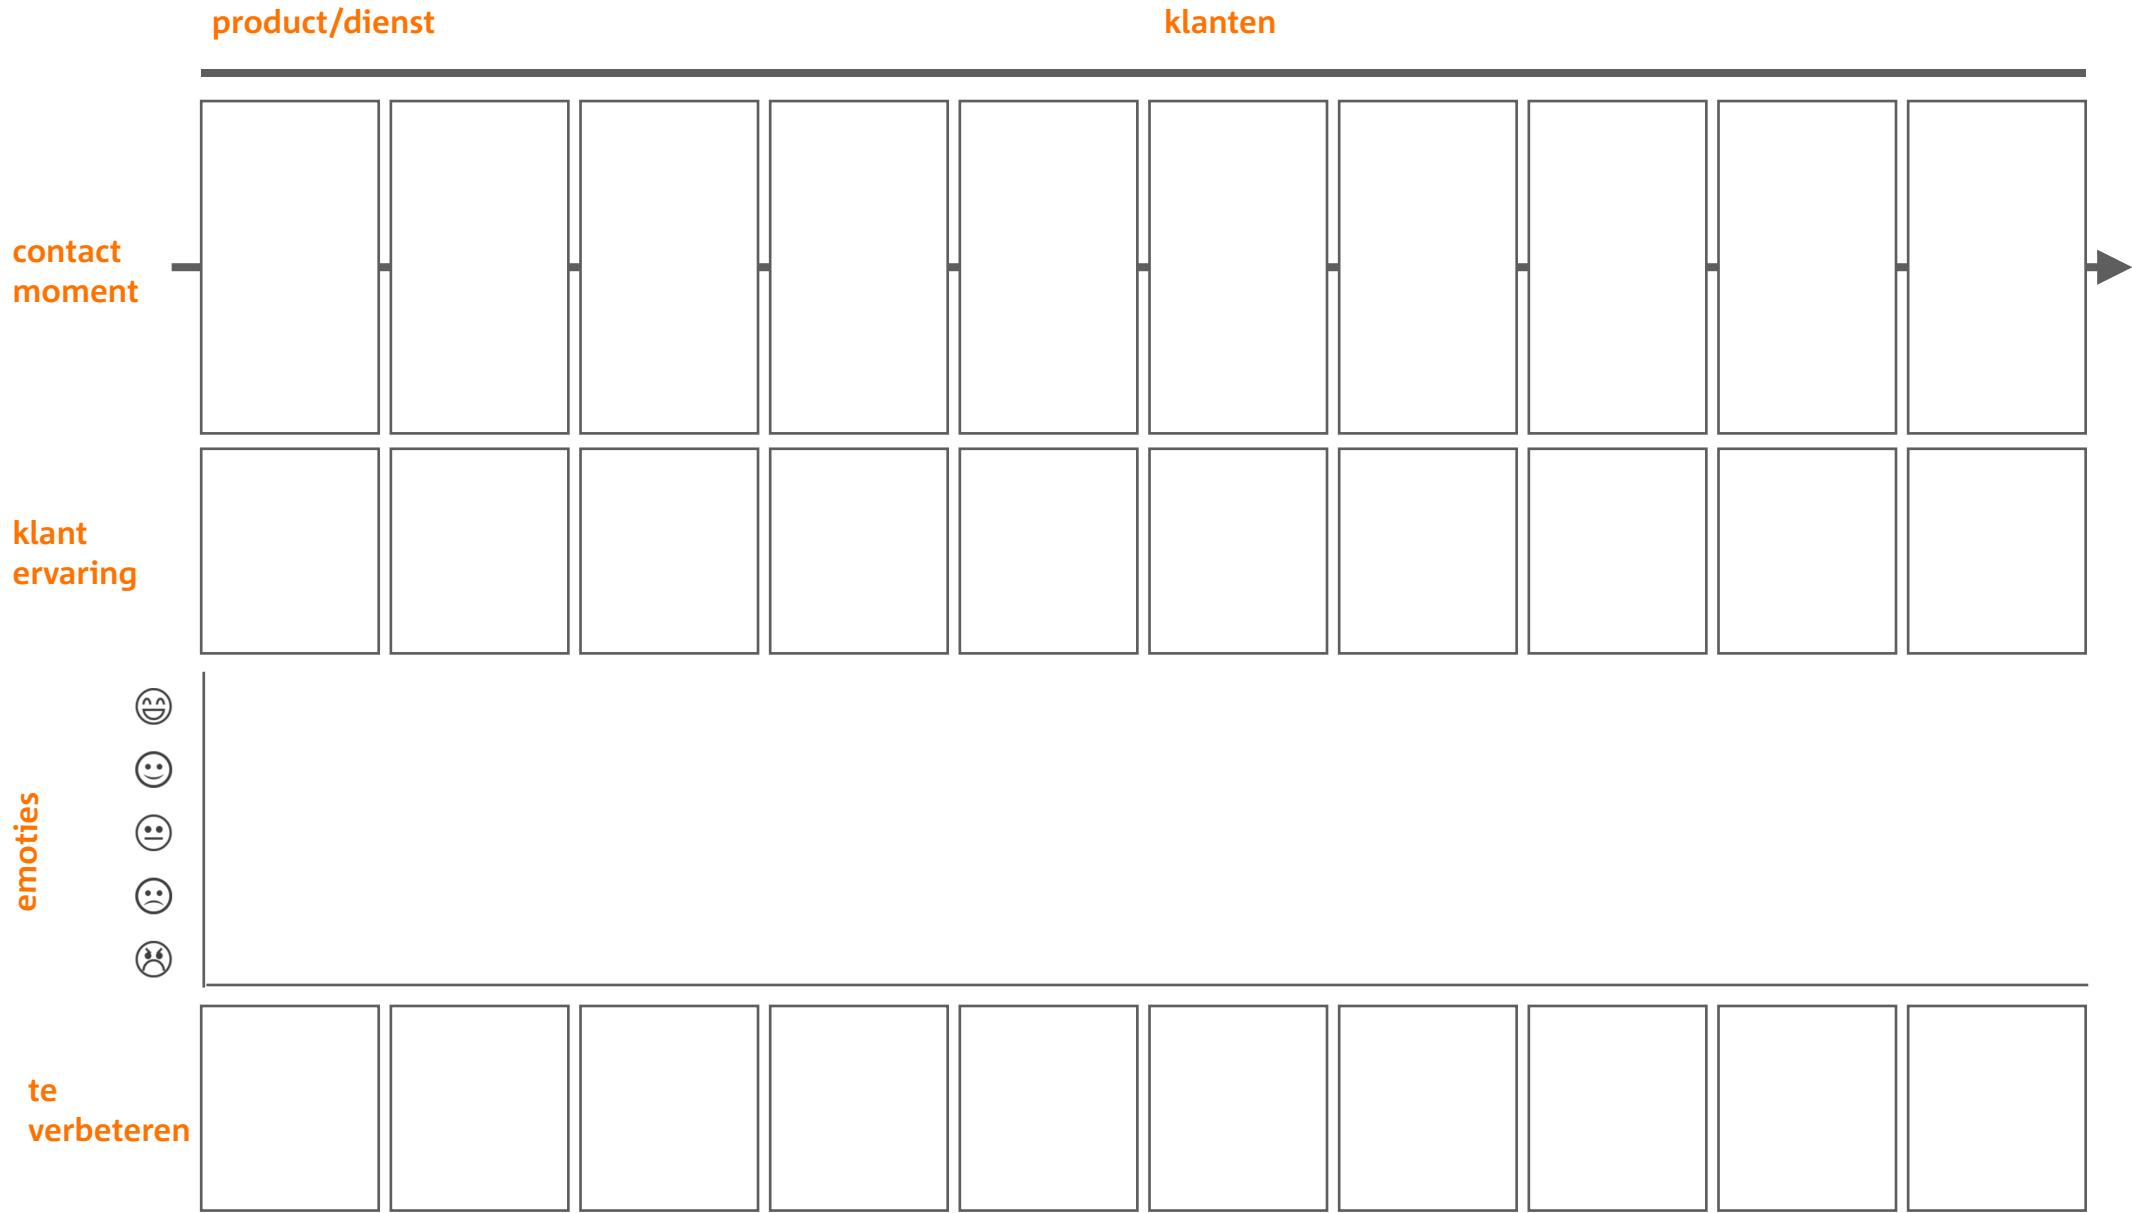 product/dienst
klanten
contact
moment
klant
ervaring
emoties
te
verbeteren